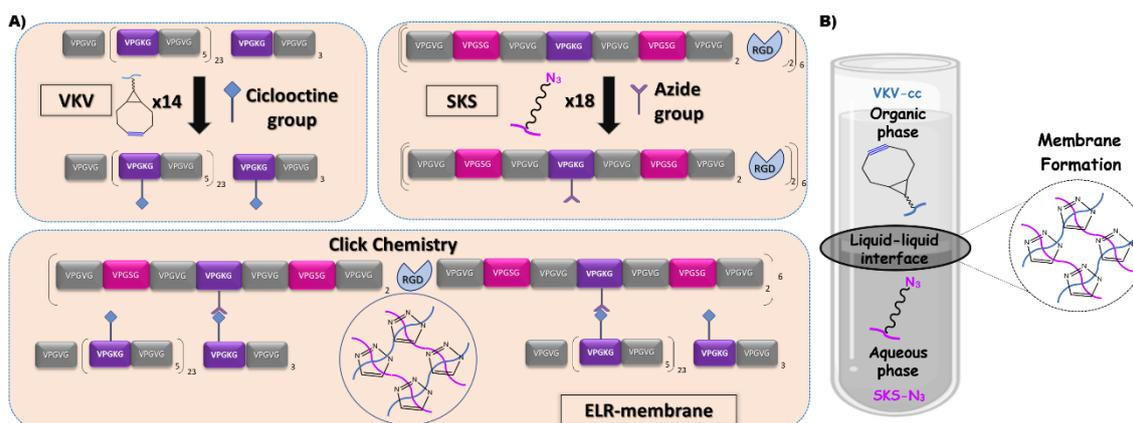 A)
VPGVG VPGKG VPGVG 5 23 VPGKG VPGVG 3
VKV
x14
Ciclooctine
group
VPGVG VPGKG VPGVG 5 23 VPGKG VPGVG 3
VPGVG VPGSG VPGVG VPGKG VPGVG VPGSG VPGVG 2 RGD 2 6
SKS
N3
x18
Azide
group
VPGVG VPGSG VPGVG VPGKG VPGVG VPGSG VPGVG 2 RGD 2 6
Click Chemistry
VPGVG VPGSG VPGVG VPGKG VPGVG VPGSG VPGVG 2 RGD VPGVG VPGSG VPGVG VPGKG VPGVG VPGSG VPGVG 2 6
VPGVG VPGKG VPGVG 5 23 VPGKG VPGVG 3
N N N
N N N
N N N
N N N
VPGVG VPGKG VPGVG 5 23 VPGKG VPGVG 3
ELR-membrane
B)
VKV-cc
Organic
phase
Liquid-liquid
interface
N3
Aqueous
phase
SKS-N3
Membrane
Formation
N N N
N N N
N N N
N N N